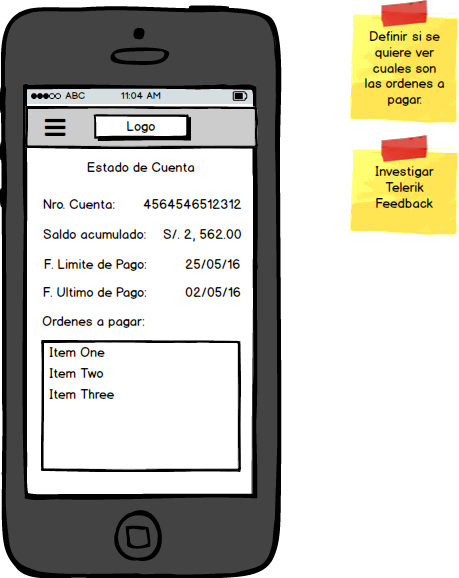 ABC 11:04 AM
Logo
Estado de Cuenta
Nro. Cuenta: 4564546512312
Saldo acumulado: S/. 2, 562.00
F. Limite de Pago: 25/05/16
F. Ultimo de Pago: 02/05/16
Ordenes a pagar:
Item One
Item Two
Item Three
Definir si se
quiere ver
cuales son
las ordenes a
pagar.
Investigar
Telerik
Feedback